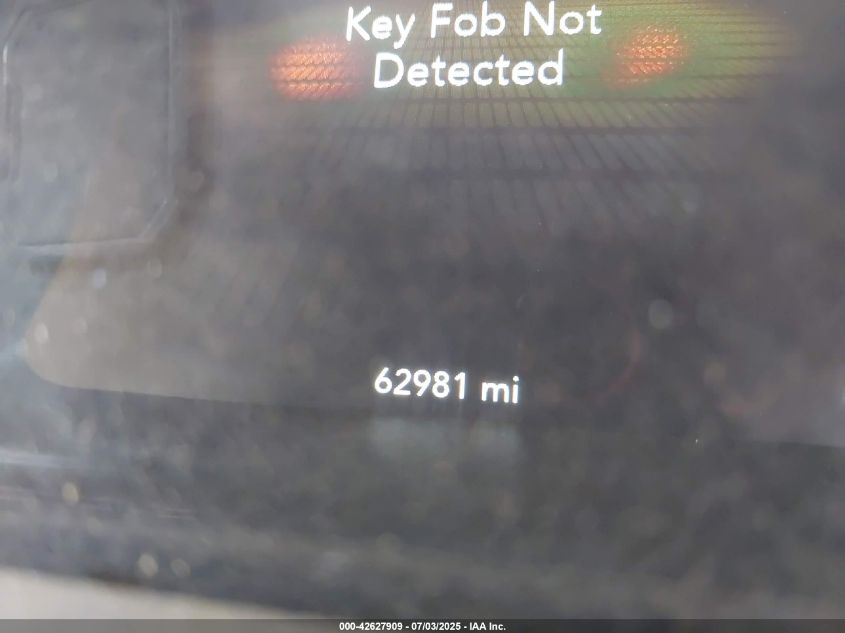 Key Fob Not
Detected
62981 mi
000-42627909 - 07/03/2025 - IAA Inc.